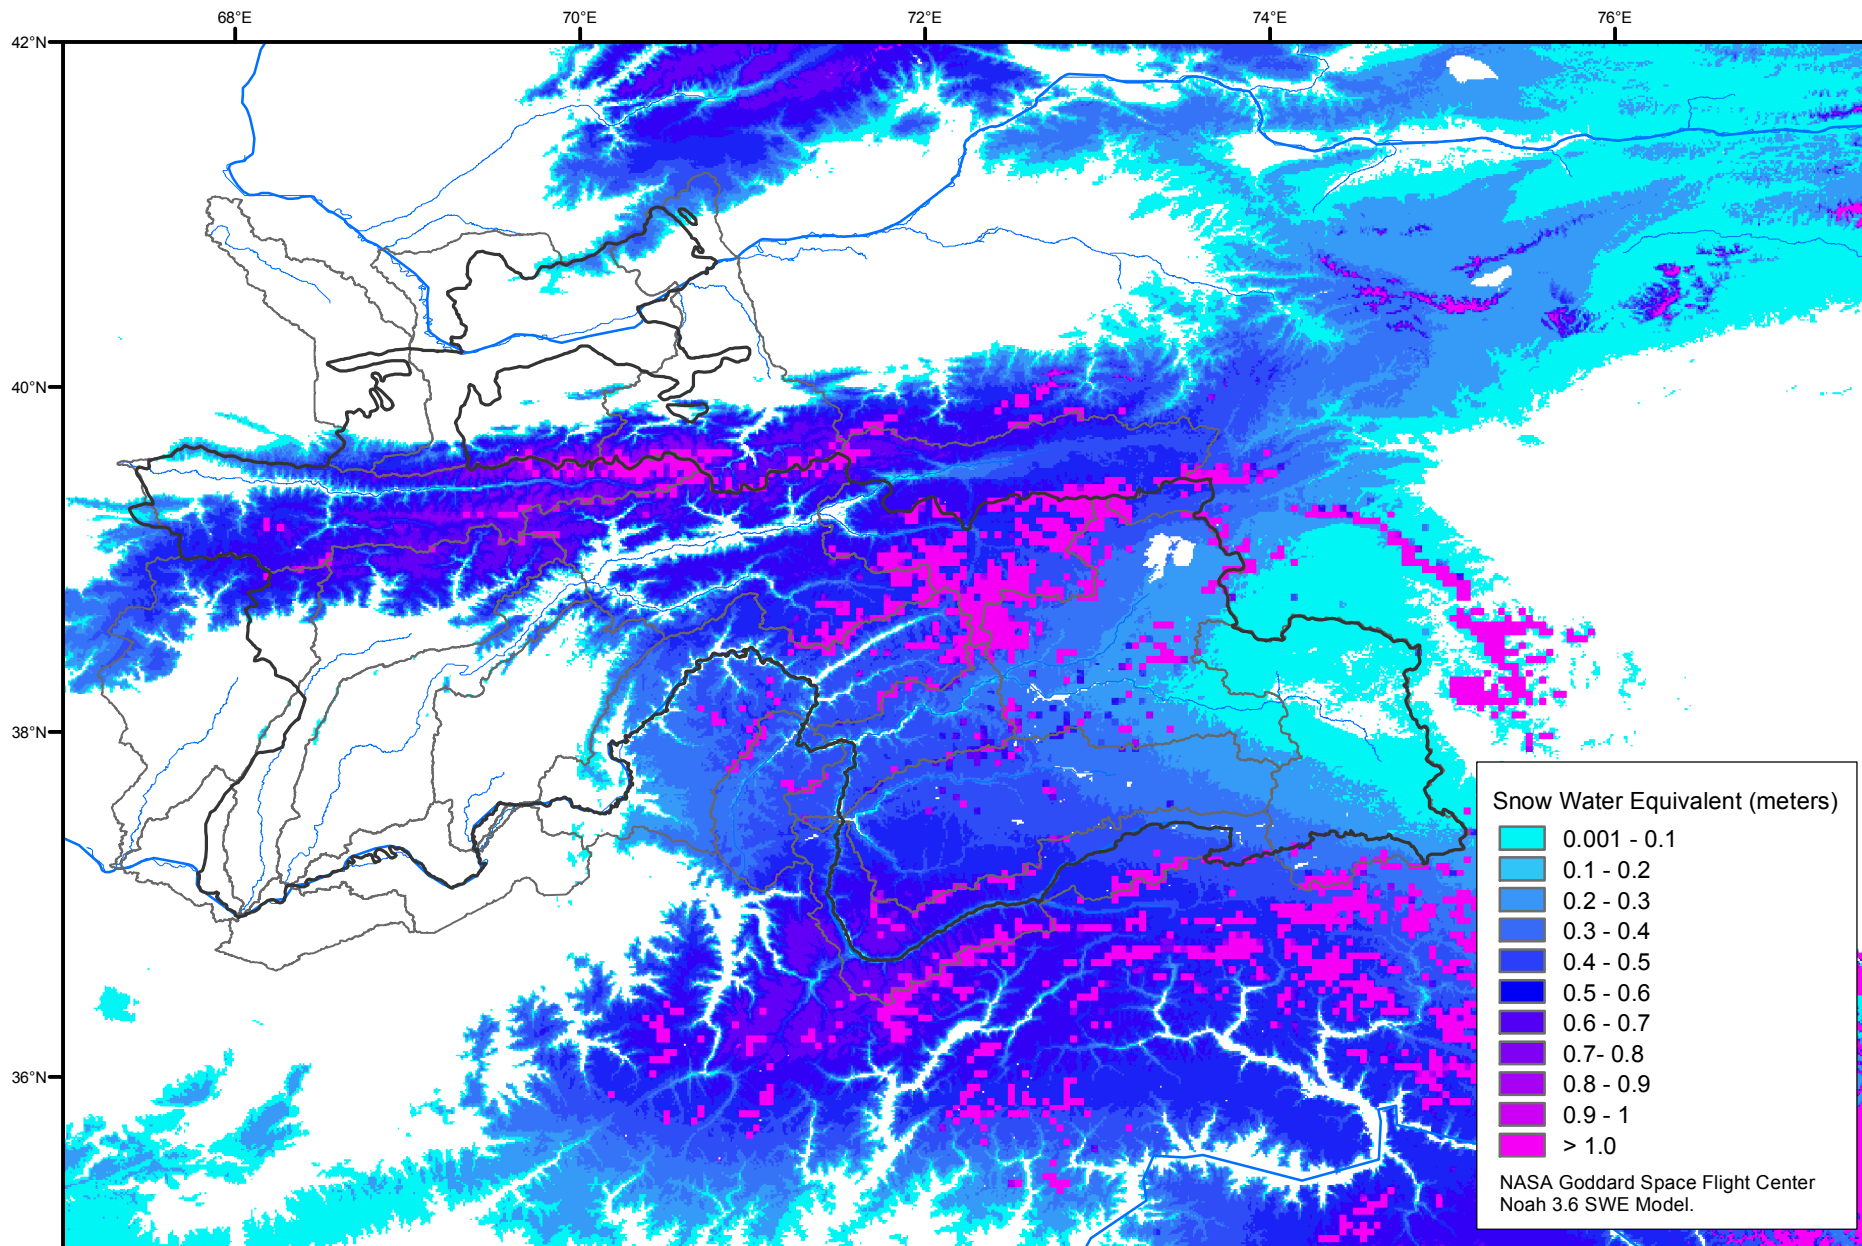 68°E 70°E 72°E 74°E 76°E
42°N
40°N
38°N
36°N
Snow Water Equivalent (meters)
0.001 - 0.1
0.1 - 0.2
0.2 - 0.3
0.3 - 0.4
0.4 - 0.5
0.5 - 0.6
0.6 - 0.7
0.7- 0.8
0.8 - 0.9
0.9 - 1
> 1.0
NASA Goddard Space Flight Center
Noah 3.6 SWE Model.